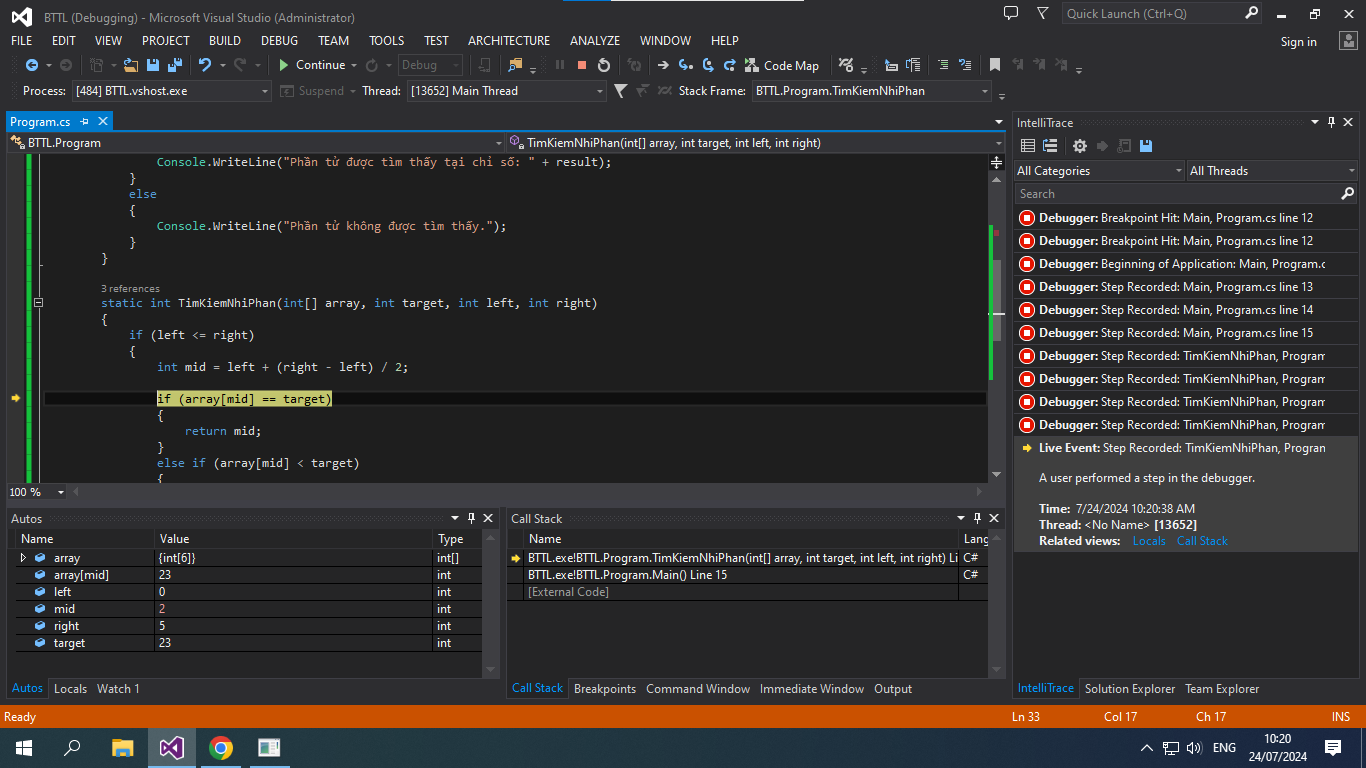 BTTL (Debugging) - Microsoft Visual Studio (Administrator)
Quick Launch (Ctrl+Q)
FILE EDIT VIEW PROJECT BUILD DEBUG TEAM TOOLS TEST ARCHITECTURE ANALYZE WINDOW HELP
Sign in
Continue Debug Code Map
Process: [484] BTTL.vshost.exe Suspend Thread: [13652] Main Thread Stack Frame: BTTL.Program.TimKiemNhiPhan
Program.cs
BTTL.Program TimKiemNhiPhan(int[] array, int target, int left, int right)
Console.WriteLine("Phần tử được tìm thấy tại chỉ số: " + result);
}
else
{
Console.WriteLine("Phần tử không được tìm thấy.");
}
}
3 references
static int TimKiemNhiPhan(int[] array, int target, int left, int right)
{
if (left <= right)
{
int mid = left + (right - left) / 2;
if (array[mid] == target)
{
return mid;
}
else if (array[mid] < target)
{
100 %
IntelliTrace
All Categories All Threads
Search
Debugger: Breakpoint Hit: Main, Program.cs line 12
Debugger: Breakpoint Hit: Main, Program.cs line 12
Debugger: Beginning of Application: Main, Program.c
Debugger: Step Recorded: Main, Program.cs line 13
Debugger: Step Recorded: Main, Program.cs line 14
Debugger: Step Recorded: Main, Program.cs line 15
Debugger: Step Recorded: TimKiemNhiPhan, Program
Debugger: Step Recorded: TimKiemNhiPhan, Program
Debugger: Step Recorded: TimKiemNhiPhan, Program
Debugger: Step Recorded: TimKiemNhiPhan, Program
Live Event: Step Recorded: TimKiemNhiPhan, Progran
A user performed a step in the debugger.
Time: 7/24/2024 10:20:38 AM
Thread: <No Name> [13652]
Related views: Locals Call Stack
Autos
Name Value Type
array {int[6]} int[]
array[mid] 23 int
left 0 int
mid 2 int
right 5 int
target 23 int
Autos Locals Watch 1
Call Stack
Name Lang
BTTL.exe!BTTL.Program.TimKiemNhiPhan(int[] array, int target, int left, int right) Li C#
BTTL.exe!BTTL.Program.Main() Line 15 C#
[External Code]
Call Stack Breakpoints Command Window Immediate Window Output
IntelliTrace Solution Explorer Team Explorer
Ready Ln 33 Col 17 Ch 17 INS
ENG
10:20
24/07/2024